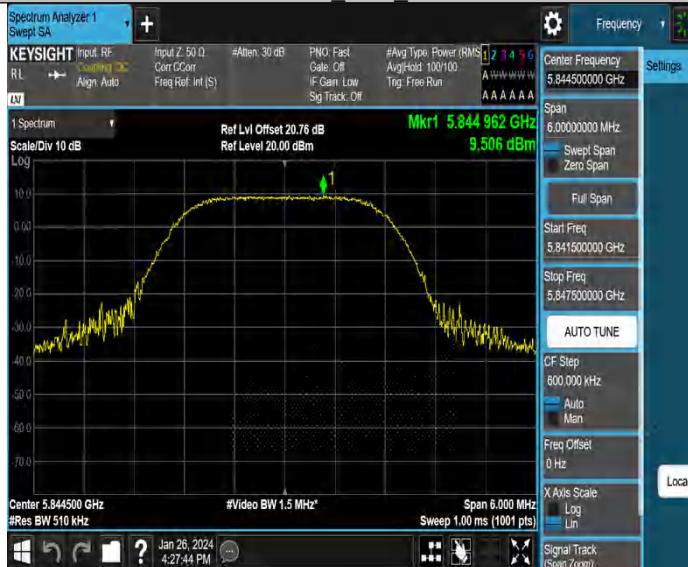 Spectrum Analyzer 1
Swept SA
+
Frequency
KEYSIGHT
Input: RF
Coupling: DC
Align: Auto
Input Z: 50 Ω
Corr CCorr
Freq Ref: Int (S)
#Atten: 30 dB
PNO: Fast
Gate: Off
IF Gain: Low
Sig Track: Off
#Avg Type: Power (RMS
Avg|Hold: 100/100
Trig: Free Run
1 2 3 4 5 6
A W W W W W
A A A A A A
RL
LXI
1 Spectrum
Scale/Div 10 dB
Log
Ref Lvl Offset 20.76 dB
Ref Level 20.00 dBm
Mkr1 5.844 962 GHz
9.506 dBm
1
10.0
0.00
-10.0
-20.0
-30.0
-40.0
-50.0
-60.0
-70.0
Center 5.844500 GHz
#Res BW 510 kHz
#Video BW 1.5 MHz*
Span 6.000 MHz
Sweep 1.00 ms (1001 pts)
Center Frequency
5.844500000 GHz
Settings
Span
6.00000000 MHz
Swept Span
Zero Span
Full Span
Start Freq
5.841500000 GHz
Stop Freq
5.847500000 GHz
AUTO TUNE
CF Step
600.000 kHz
Auto
Man
Freq Offset
0 Hz
X Axis Scale
Log
Lin
Loca
Signal Track
(Span Zoom)
?
Jan 26, 2024
4:27:44 PM